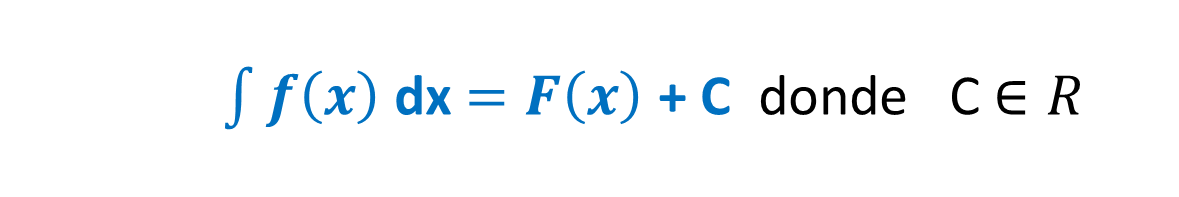 ∫ f(x) dx = F(x) + C donde C ∈ R